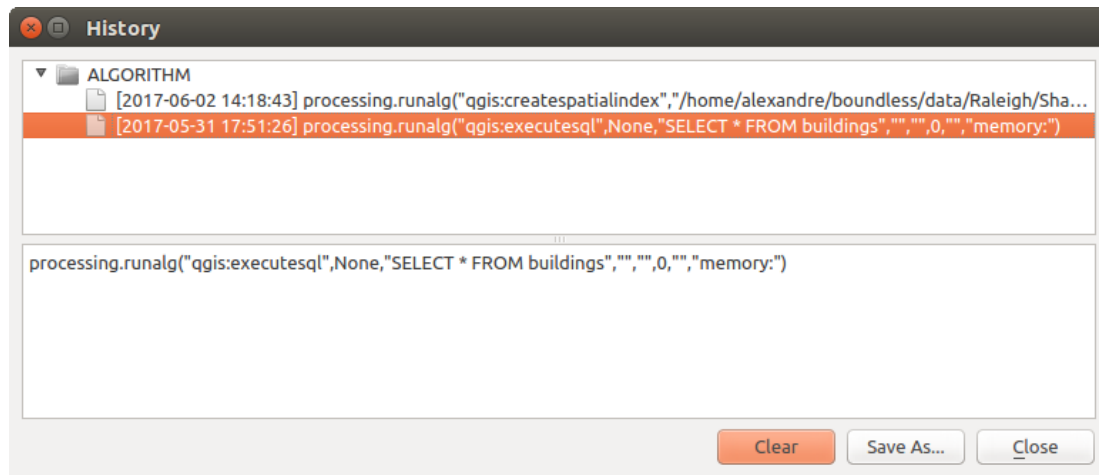 History
ALGORITHM
[2017-06-02 14:18:43] processing.runalg("qgis:createspatialindex","/home/alexandre/boundless/data/Raleigh/Sha...
[2017-05-31 17:51:26] processing.runalg("qgis:executesql",None,"SELECT * FROM buildings","","",0,"","memory:")
processing.runalg("qgis:executesql",None,"SELECT * FROM buildings","","",0,"","memory:")
Clear Save As... Close